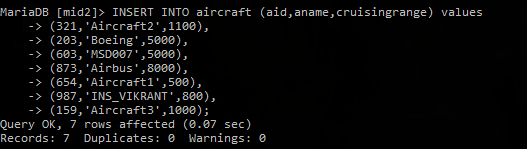 MariaDB [mid2]> INSERT INTO aircraft (aid,aname,cruisingrange) values
    -> (321,'Aircraft2',1100),
    -> (203,'Boeing',5000),
    -> (603,'MSD007',5000),
    -> (873,'Airbus',8000),
    -> (654,'Aircraft1',500),
    -> (987,'INS_VIKRANT',800),
    -> (159,'Aircraft3',1000);
Query OK, 7 rows affected (0.07 sec)
Records: 7  Duplicates: 0  Warnings: 0